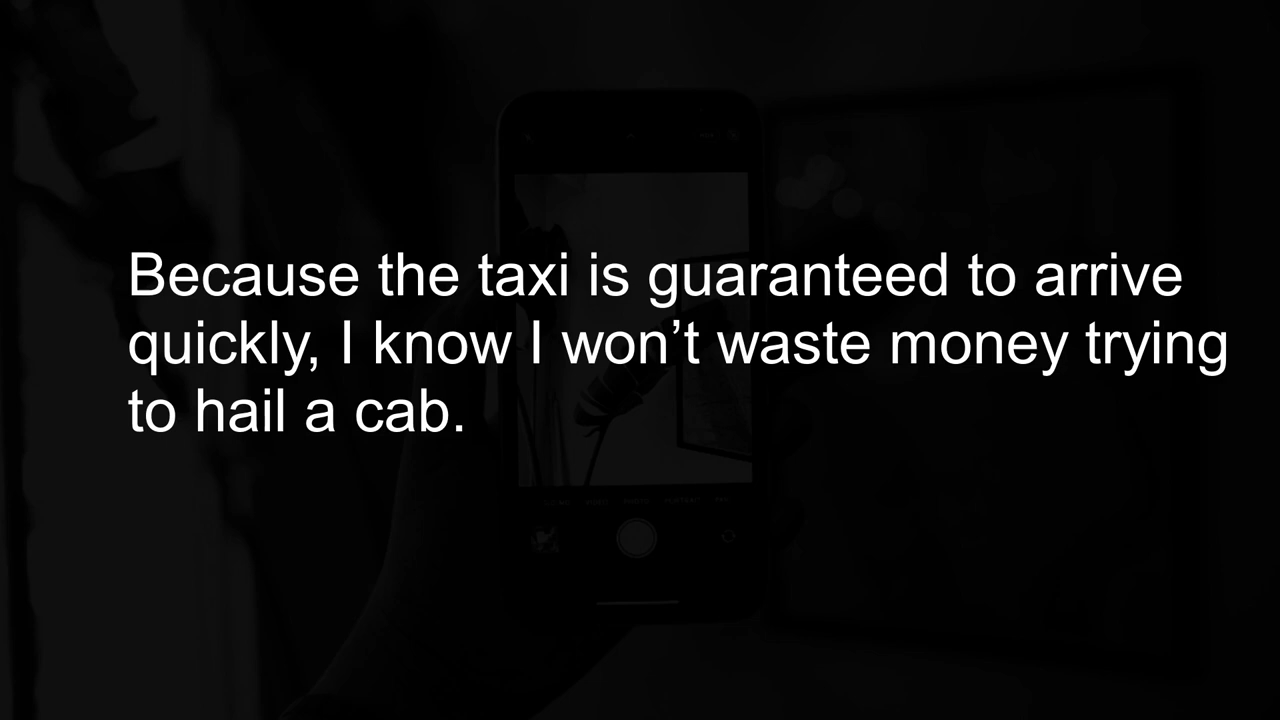 Because the taxi is guaranteed to arrive
quickly, I know I won’t waste money trying
to hail a cab.